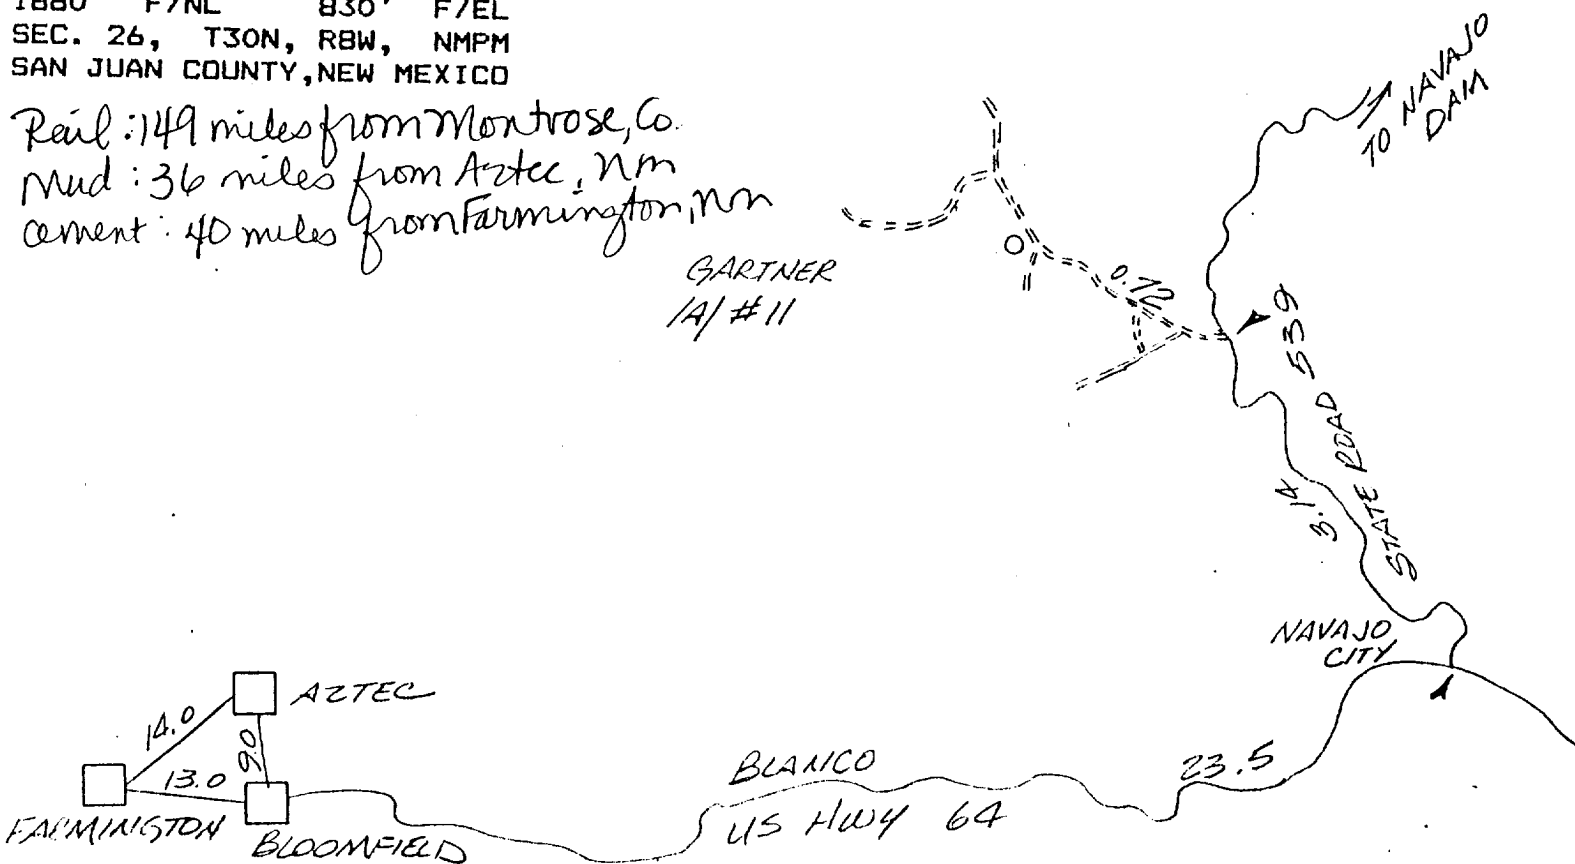 1880' F/NL 830' F/EL
SEC. 26, T30N, R8W, NMPM
SAN JUAN COUNTY, NEW MEXICO
Rail: 149 miles from Montrose, Co.
Mud: 36 miles from Aztec, nm
cement: 40 miles from Farmington, nm
TO NAVAJO
DAM
GARTNER
/A/ #11
0.72
STATE ROAD 539
3.14
NAVAJO
CITY
AZTEC
14.0
9.0
13.0
FARMINGTON
BLOOMFIELD
BLANCO
US HWY 64
23.5